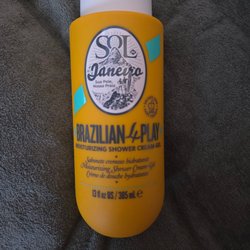 SOL
de
Janeiro
BRAZILIAN 4 PLAY
MOISTURIZING SHOWER CREAM-GEL
Sabonete cremoso hidratante
Moisturizing Shower Cream-Gel
Crème de douche hydratante
13 fl oz US / 385 mL ℮